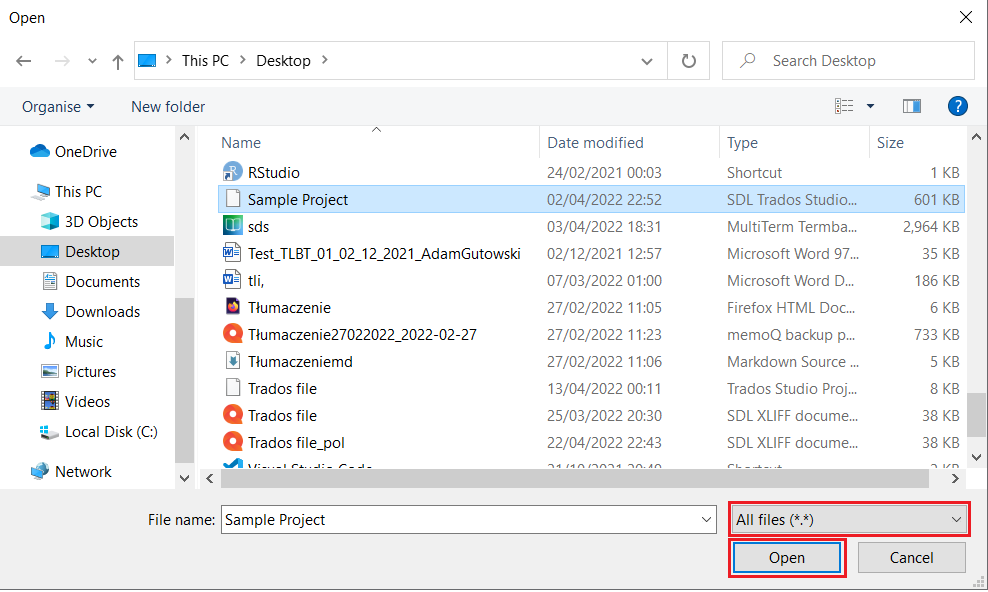 Open
This PC Desktop Search Desktop
Organise New folder ?
Name Date modified Type Size
OneDrive
This PC
3D Objects
Desktop
Documents
Downloads
Music
Pictures
Videos
Local Disk (C:)
Network
RStudio 24/02/2021 00:03 Shortcut 1 KB
Sample Project 02/04/2022 22:52 SDL Trados Studio... 601 KB
sds 03/04/2022 18:31 MultiTerm Termba... 2,964 KB
Test_TLBT_01_02_12_2021_AdamGutowski 02/12/2021 12:57 Microsoft Word 97... 35 KB
tli, 07/03/2022 01:00 Microsoft Word D... 186 KB
Tłumaczenie 27/02/2022 11:05 Firefox HTML Doc... 6 KB
Tłumaczenie27022022_2022-02-27 27/02/2022 11:23 memoQ backup p... 733 KB
Tłumaczeniemd 27/02/2022 11:06 Markdown Source ... 5 KB
Trados file 13/04/2022 00:11 Trados Studio Proj... 8 KB
Trados file 25/03/2022 20:30 SDL XLIFF docume... 38 KB
Trados file_pol 22/04/2022 22:43 SDL XLIFF docume... 38 KB
Visual Studio Code Shortcut 2 KB
File name: Sample Project All files (*.*)
Open Cancel